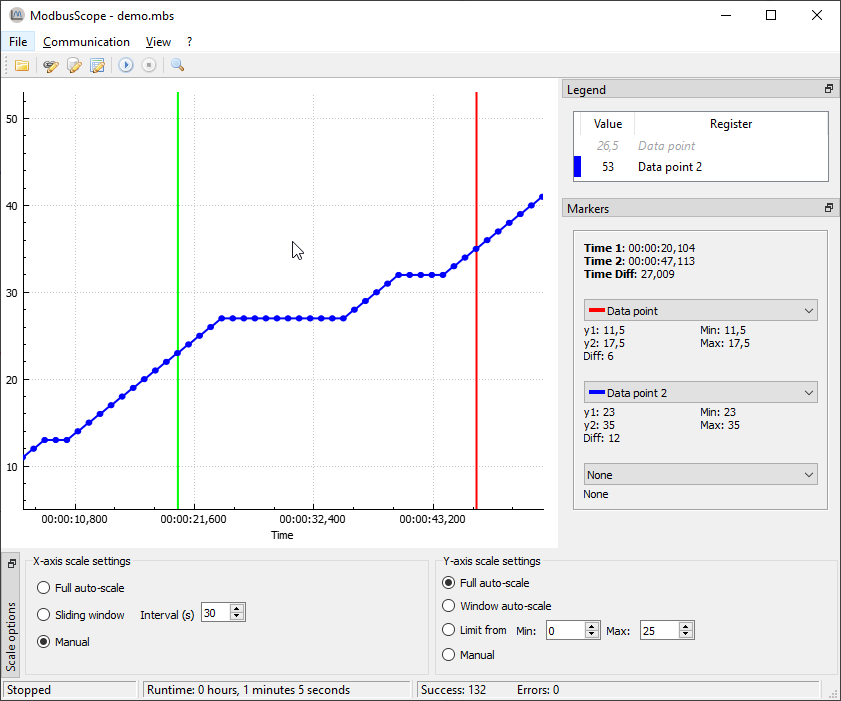 ModbusScope - demo.mbs
File Communication View ?
50
40
30
20
10
00:00:10,800 00:00:21,600 00:00:32,400 00:00:43,200
Time
Legend
Value Register
26,5 Data point
53 Data point 2
Markers
Time 1: 00:00:20,104
Time 2: 00:00:47,113
Time Diff: 27,009
Data point
y1: 11,5 Min: 11,5
y2: 17,5 Max: 17,5
Diff: 6
Data point 2
y1: 23 Min: 23
y2: 35 Max: 35
Diff: 12
None
None
Scale options
X-axis scale settings
Full auto-scale
Sliding window Interval (s) 30
Manual
Y-axis scale settings
Full auto-scale
Window auto-scale
Limit from Min: 0 Max: 25
Manual
Stopped Runtime: 0 hours, 1 minutes 5 seconds Success: 132 Errors: 0